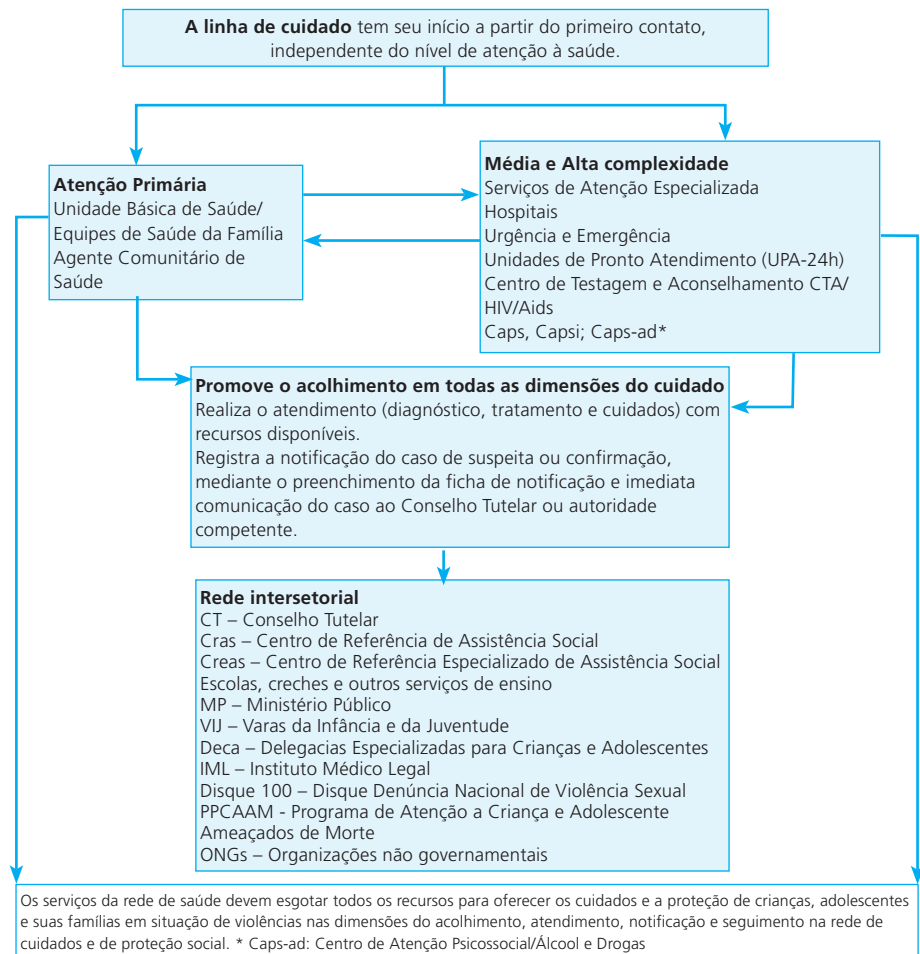 A linha de cuidado tem seu início a partir do primeiro contato,
independente do nível de atenção à saúde.
Atenção Primária
Unidade Básica de Saúde/
Equipes de Saúde da Família
Agente Comunitário de
Saúde
Média e Alta complexidade
Serviços de Atenção Especializada
Hospitais
Urgência e Emergência
Unidades de Pronto Atendimento (UPA-24h)
Centro de Testagem e Aconselhamento CTA/
HIV/Aids
Caps, Capsi; Caps-ad*
Promove o acolhimento em todas as dimensões do cuidado
Realiza o atendimento (diagnóstico, tratamento e cuidados) com
recursos disponíveis.
Registra a notificação do caso de suspeita ou confirmação,
mediante o preenchimento da ficha de notificação e imediata
comunicação do caso ao Conselho Tutelar ou autoridade
competente.
Rede intersetorial
CT – Conselho Tutelar
Cras – Centro de Referência de Assistência Social
Creas – Centro de Referência Especializado de Assistência Social
Escolas, creches e outros serviços de ensino
MP – Ministério Público
VIJ – Varas da Infância e da Juventude
Deca – Delegacias Especializadas para Crianças e Adolescentes
IML – Instituto Médico Legal
Disque 100 – Disque Denúncia Nacional de Violência Sexual
PPCAAM - Programa de Atenção a Criança e Adolescente
Ameaçados de Morte
ONGs – Organizações não governamentais
Os serviços da rede de saúde devem esgotar todos os recursos para oferecer os cuidados e a proteção de crianças, adolescentes
e suas famílias em situação de violências nas dimensões do acolhimento, atendimento, notificação e seguimento na rede de
cuidados e de proteção social. * Caps-ad: Centro de Atenção Psicossocial/Álcool e Drogas